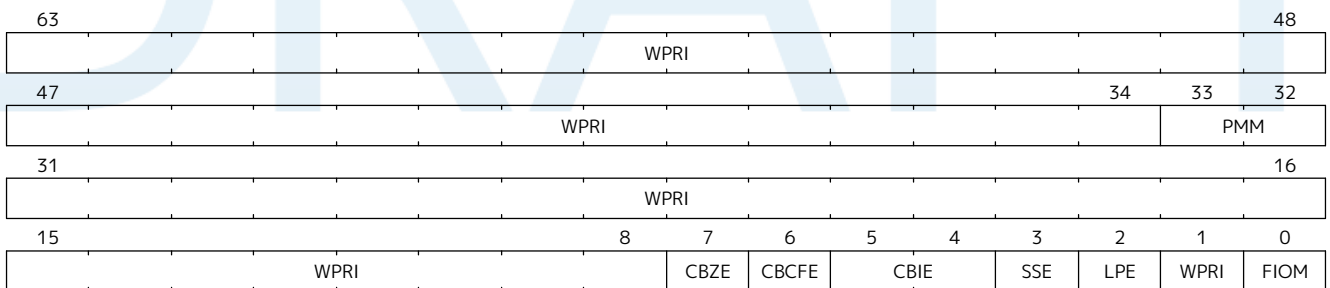 63 48
WPRI
47 34 33 32
WPRI PMM
31 16
WPRI
15 8 7 6 5 4 3 2 1 0
WPRI CBZE CBCFE CBIE SSE LPE WPRI FIOM